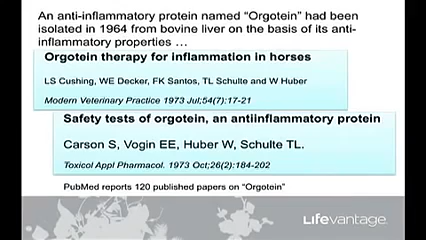 An anti-inflammatory protein named “Orgotein” had been
isolated in 1964 from bovine liver on the basis of its anti-
inflammatory properties …
Orgotein therapy for inflammation in horses
LS Cushing, WE Decker, FK Santos, TL Schulte and W Huber
Modern Veterinary Practice 1973 Jul;54(7):17-21
Safety tests of orgotein, an antiinflammatory protein
Carson S, Vogin EE, Huber W, Schulte TL.
Toxicol Appl Pharmacol. 1973 Oct;26(2):184-202
PubMed reports 120 published papers on “Orgotein”
Lifevantage.